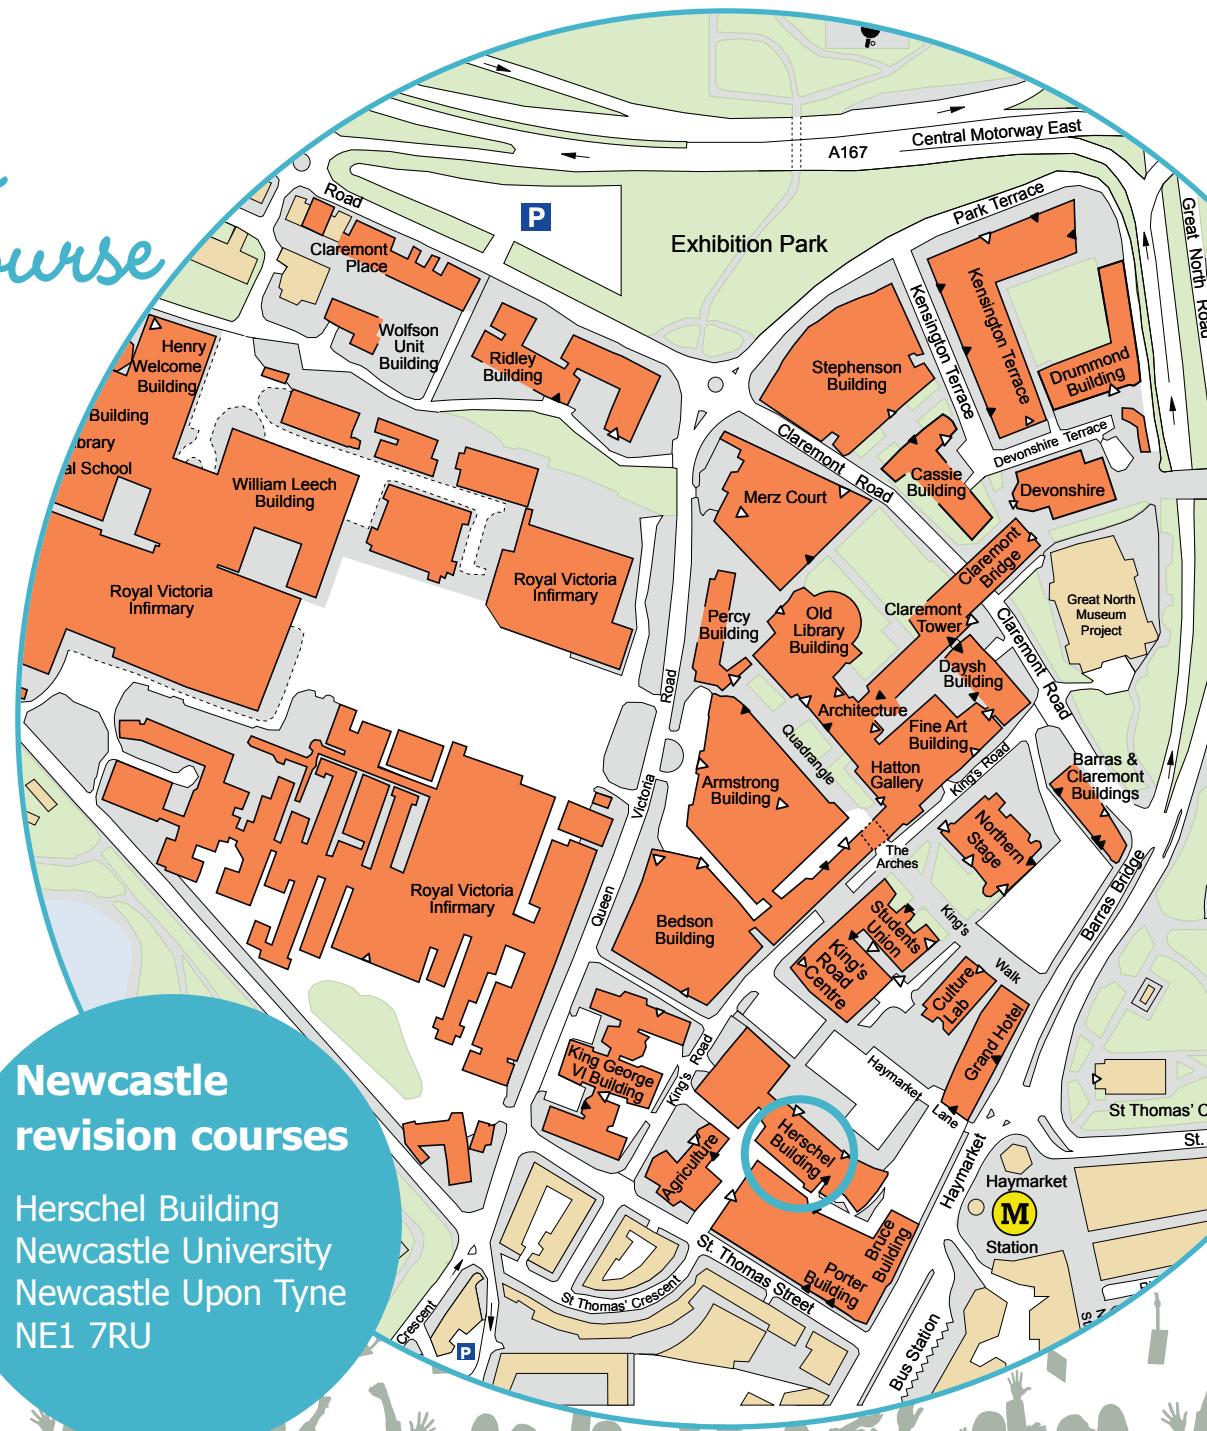 Central Motorway East
A167
Great North Road
Road
P
Park Terrace
Exhibition Park
Claremont
Place
Kensington Terrace
Kensington Terrace
Wolfson
Unit
Building
Henry
Welcome
Building
Ridley
Building
Stephenson
Building
Drummond
Building
Building
al School
Devonshire Terrace
Claremont Road
William Leech
Building
Merz Court
Cassie
Building
Devonshire
Claremont
Bridge
Royal Victoria
Infirmary
Royal Victoria
Infirmary
Percy
Building
Old
Library
Building
Claremont
Tower
Great North
Museum
Project
Claremont Road
Daysh
Building
Road
Architecture
Fine Art
Building
Quadrangle
Hatton
Gallery
King's Road
Barras &
Claremont
Buildings
Armstrong
Building
Victoria
Northern
Stage
The
Arches
Royal Victoria
Infirmary
Queen
Bedson
Building
Students
Union
King's
Walk
Barras Bridge
King's
Road
Centre
Culture
Lab
Grand Hotel
King George
VI Building
King's Road
Haymarket
Lane
St Thomas' C
St.
Herschel
Building
Agriculture
Haymarket
Haymarket
M
Station
Bruce
Building
Porter
Building
St. Thomas Street
St Thomas' Crescent
Crescent
P
Bus Station
Newcastle
revision courses
Herschel Building
Newcastle University
Newcastle Upon Tyne
NE1 7RU